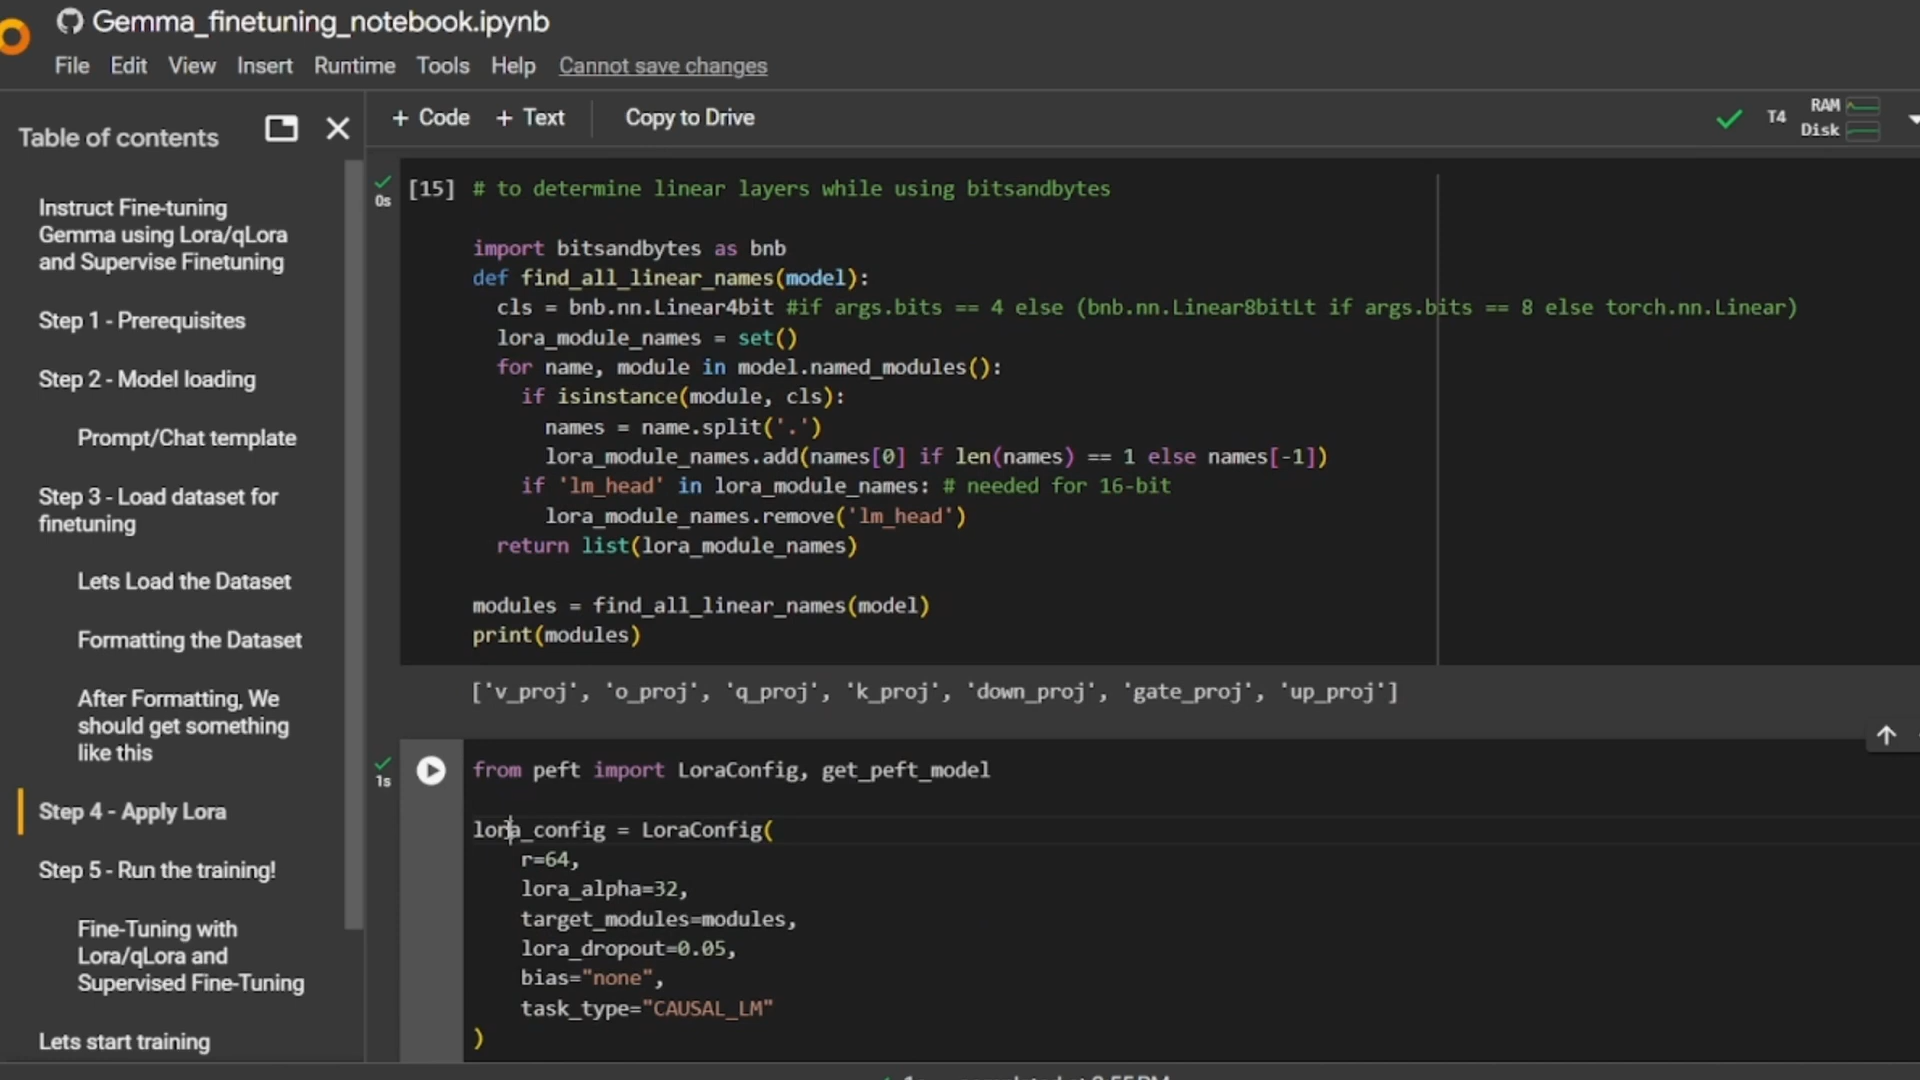 Gemma_finetuning_notebook.ipynb
File Edit View Insert Runtime Tools Help Cannot save changes
Table of contents
Instruct Fine-tuning
Gemma using Lora/qLora
and Supervise Finetuning
Step 1 - Prerequisites
Step 2 - Model loading
Prompt/Chat template
Step 3 - Load dataset for
finetuning
Lets Load the Dataset
Formatting the Dataset
After Formatting, We
should get something
like this
Step 4 - Apply Lora
Step 5 - Run the training!
Fine-Tuning with
Lora/qLora and
Supervised Fine-Tuning
Lets start training
+ Code + Text Copy to Drive
T4
RAM
Disk
0s
[15] # to determine linear layers while using bitsandbytes
import bitsandbytes as bnb
def find_all_linear_names(model):
cls = bnb.nn.Linear4bit #if args.bits == 4 else (bnb.nn.Linear8bitLt if args.bits == 8 else torch.nn.Linear)
lora_module_names = set()
for name, module in model.named_modules():
if isinstance(module, cls):
names = name.split('.')
lora_module_names.add(names[0] if len(names) == 1 else names[-1])
if 'lm_head' in lora_module_names: # needed for 16-bit
lora_module_names.remove('lm_head')
return list(lora_module_names)
modules = find_all_linear_names(model)
print(modules)
['v_proj', 'o_proj', 'q_proj', 'k_proj', 'down_proj', 'gate_proj', 'up_proj']
1s
from peft import LoraConfig, get_peft_model
lora_config = LoraConfig(
r=64,
lora_alpha=32,
target_modules=modules,
lora_dropout=0.05,
bias="none",
task_type="CAUSAL_LM"
)